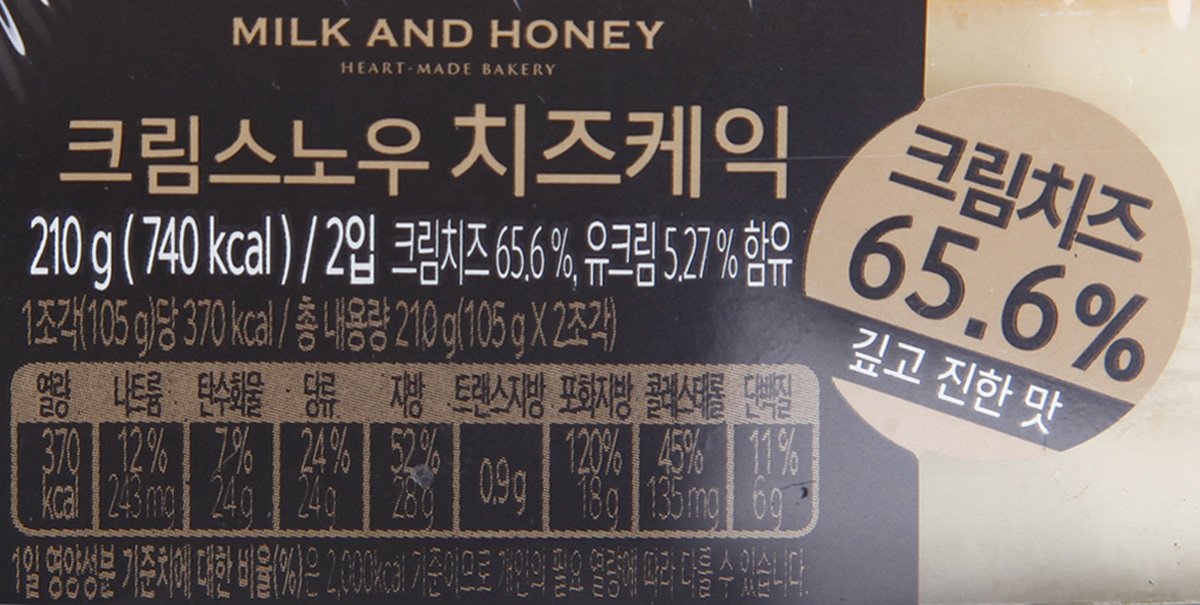 MILK AND HONEY
HEART-MADE BAKERY
크림스노우 치즈케익
210 g ( 740 kcal ) / 2입 크림치즈 65.6 %, 유크림 5.27 % 함유
1조각(105 g)당 370 kcal / 총 내용량 210 g(105 g X 2조각)
열량 나트륨 탄수화물 당류 지방 트랜스지방 포화지방 콜레스테롤 단백질
370 kcal 12 % 243 mg 7 % 24 g 24 % 24 g 52 % 28 g 0.9 g 120% 18 g 45% 135 mg 11 % 6 g
1일 영양성분 기준치에 대한 비율(%)은 2,000kcal 기준이므로 개인의 필요 열량에 따라 다를 수 있습니다.
크림치즈
65.6%
깊고 진한 맛